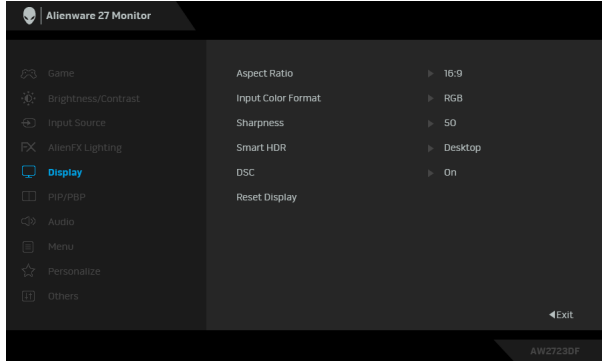 Alienware 27 Monitor
Game
Brightness/Contrast
Input Source
FX AlienFX Lighting
Display
PIP/PBP
Audio
Menu
Personalize
Others
Aspect Ratio 16:9
Input Color Format RGB
Sharpness 50
Smart HDR Desktop
DSC On
Reset Display
Exit
AW2723DF